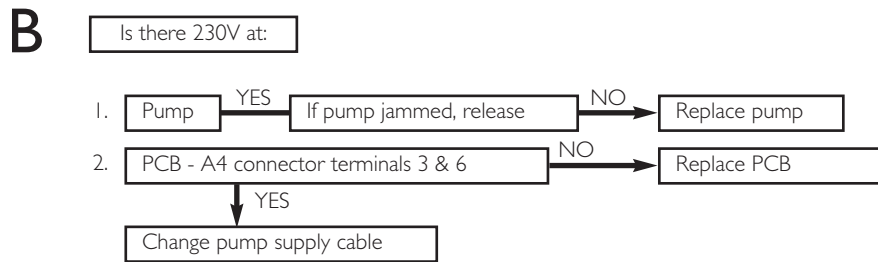 B
Is there 230V at:
1. Pump YES If pump jammed, release NO Replace pump
2. PCB - A4 connector terminals 3 & 6 NO Replace PCB
YES
Change pump supply cable